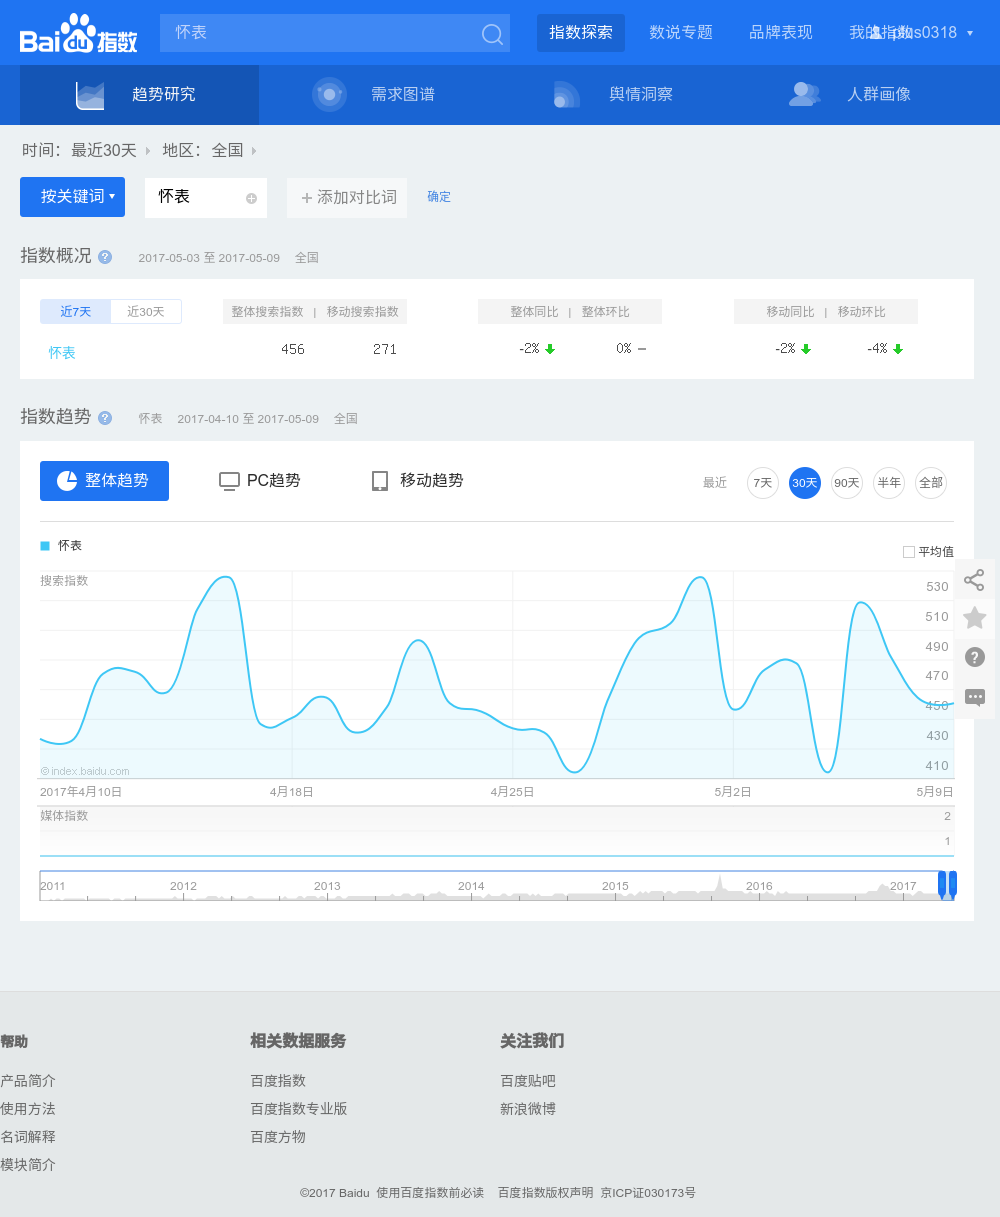 Bai du 指数
怀表
指数探索
数说专题
品牌表现
我的指数
plus0318
趋势研究
需求图谱
舆情洞察
人群画像
时间： 最近30天 地区： 全国
按关键词
怀表
+ 添加对比词
确定
指数概况 ? 2017-05-03 至 2017-05-09 全国
近7天 近30天
整体搜索指数 | 移动搜索指数
整体同比 | 整体环比
移动同比 | 移动环比
怀表 456 271 -2% 0% -2% -4%
指数趋势 ? 怀表 2017-04-10 至 2017-05-09 全国
整体趋势
PC趋势
移动趋势
最近 7天 30天 90天 半年 全部
怀表
平均值
搜索指数
530
510
490
470
450
430
410
©index.baidu.com
2017年4月10日 4月18日 4月25日 5月2日 5月9日
媒体指数
2
1
2011 2012 2013 2014 2015 2016 2017
?
帮助
产品简介
使用方法
名词解释
模块简介
相关数据服务
百度指数
百度指数专业版
百度方物
关注我们
百度贴吧
新浪微博
©2017 Baidu 使用百度指数前必读 百度指数版权声明 京ICP证030173号